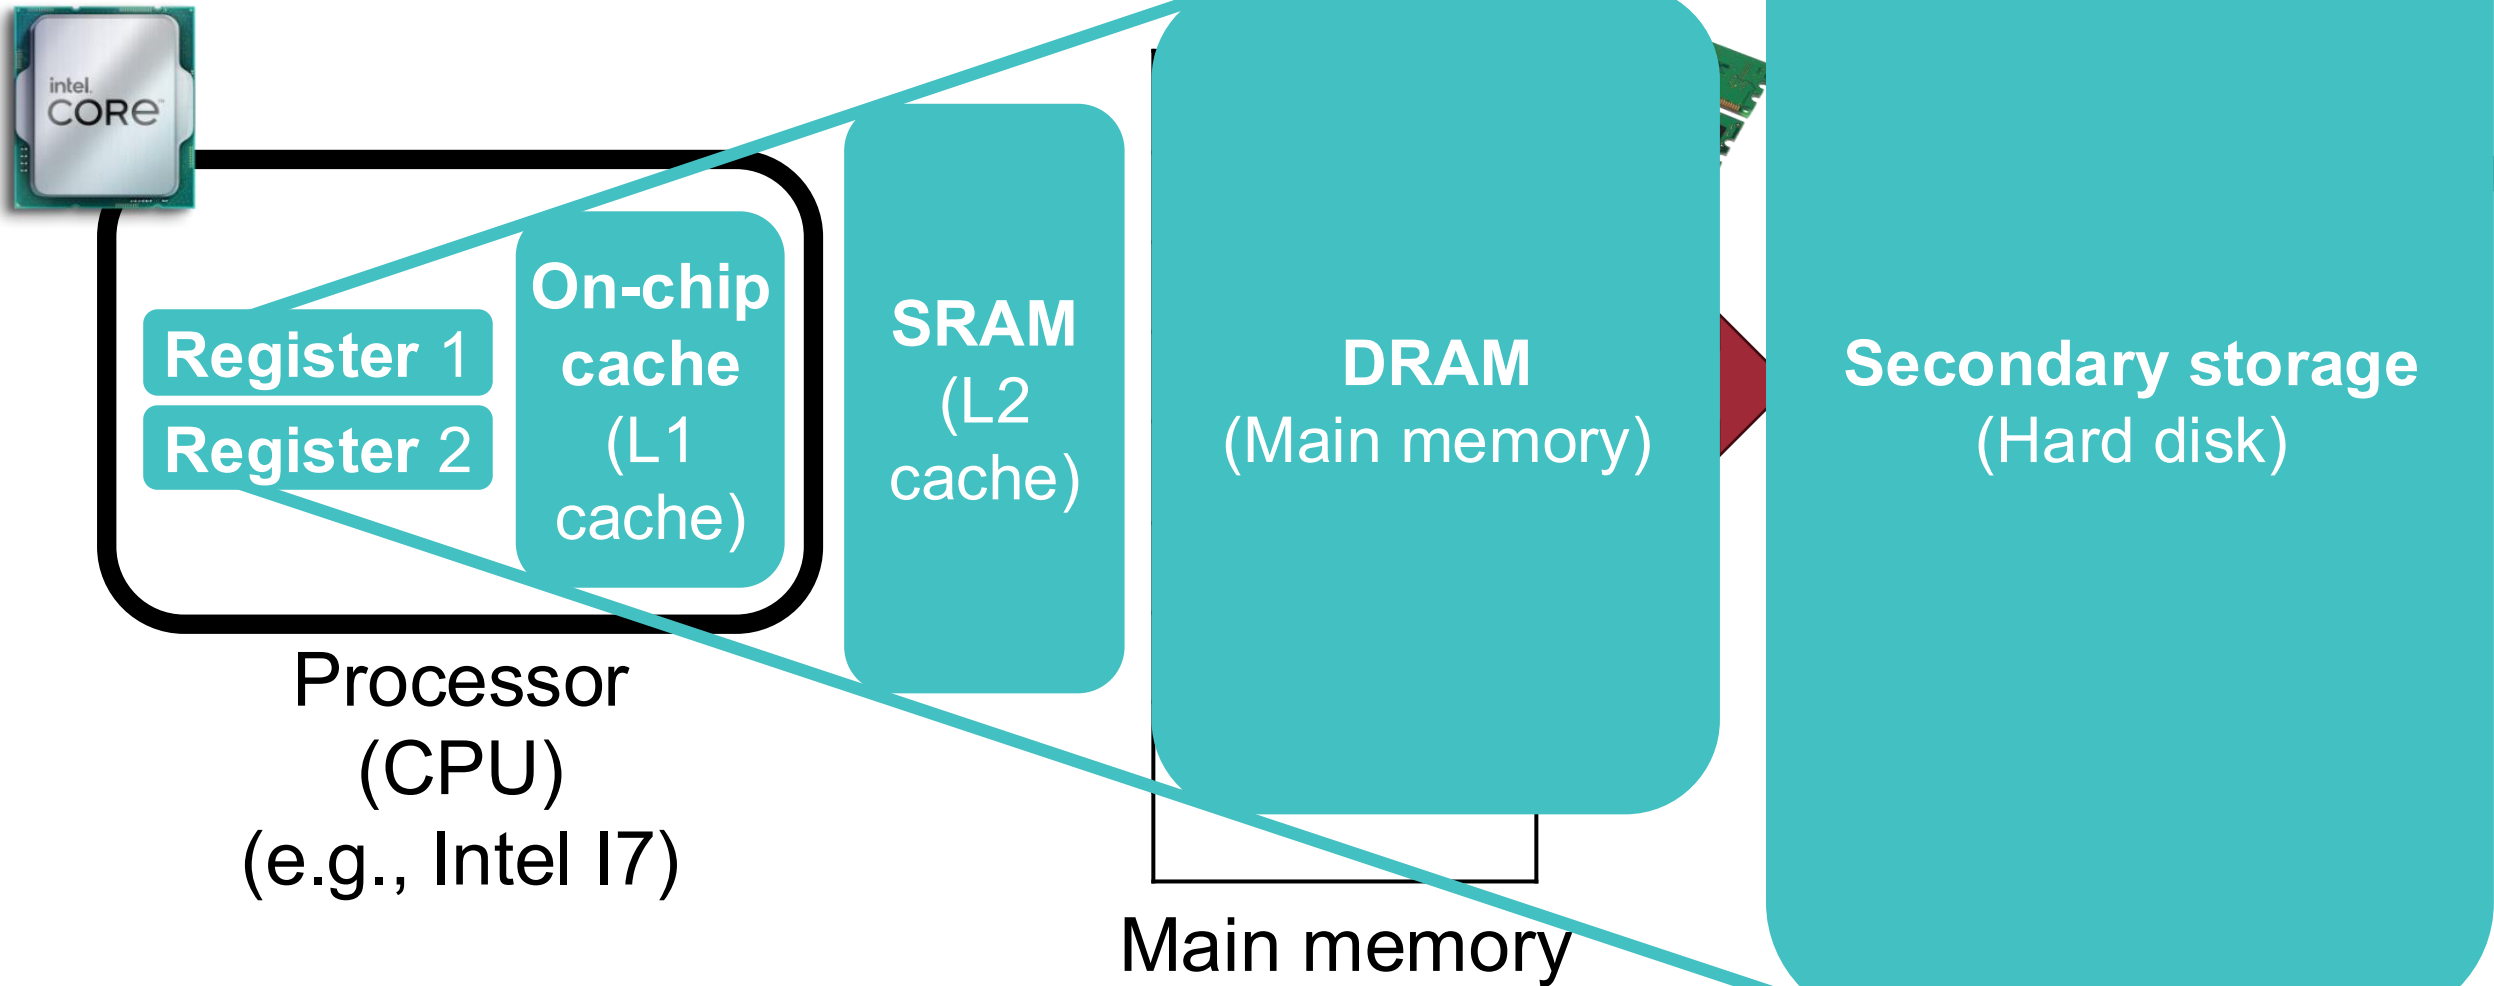 intel.
CORE
Register 1
Register 2
On-chip
cache
(L1
cache)
SRAM
(L2
cache)
DRAM
(Main memory)
Secondary storage
(Hard disk)
Processor
(CPU)
(e.g., Intel I7)
Main memory